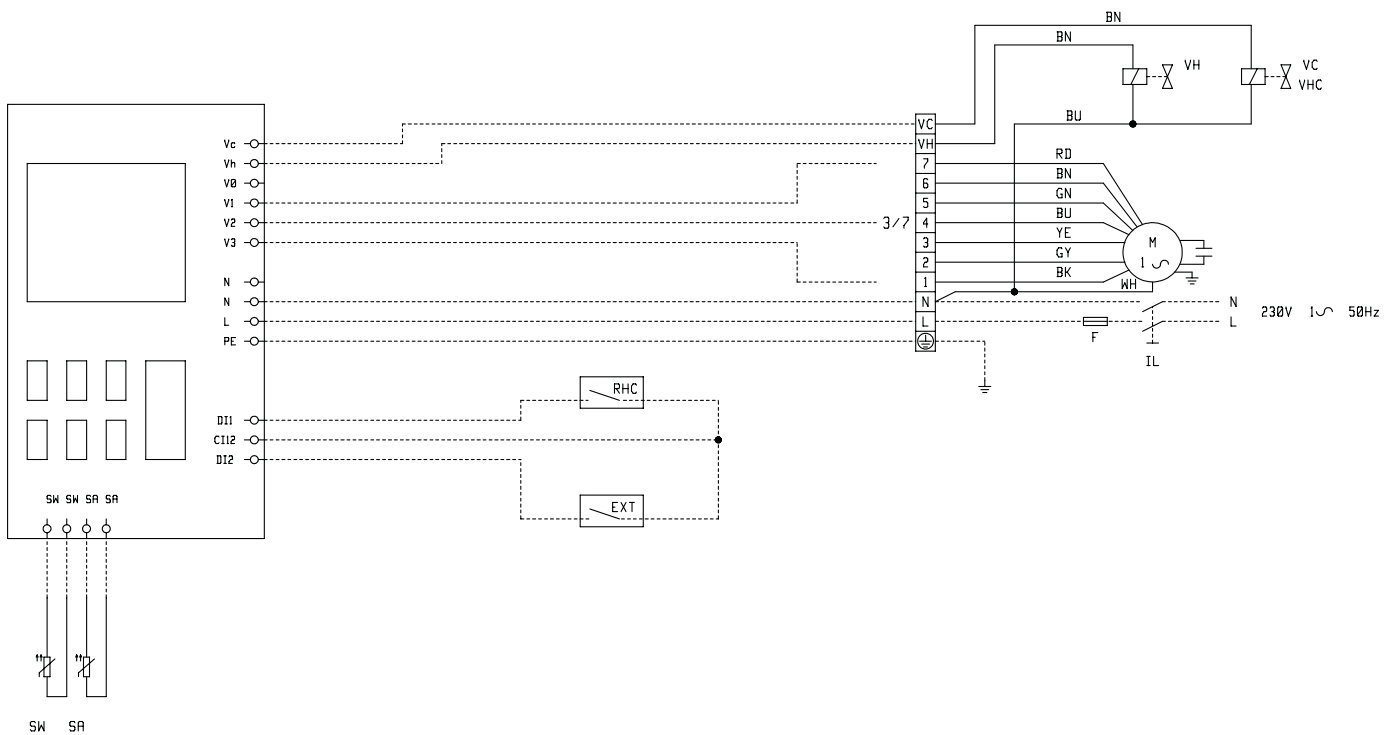 BN
BN
VH
VC
VHC
BU
Vc
Vh
V0
V1
V2
V3
N
N
L
PE
DI1
CI12
DI2
3/7
VC
VH
7
6
5
4
3
2
1
N
L
RD
BN
GN
BU
YE
GY
BK
WH
M
1
N
L
230V 1 50Hz
F
IL
RHC
EXT
SW SW SA SA
SW SA